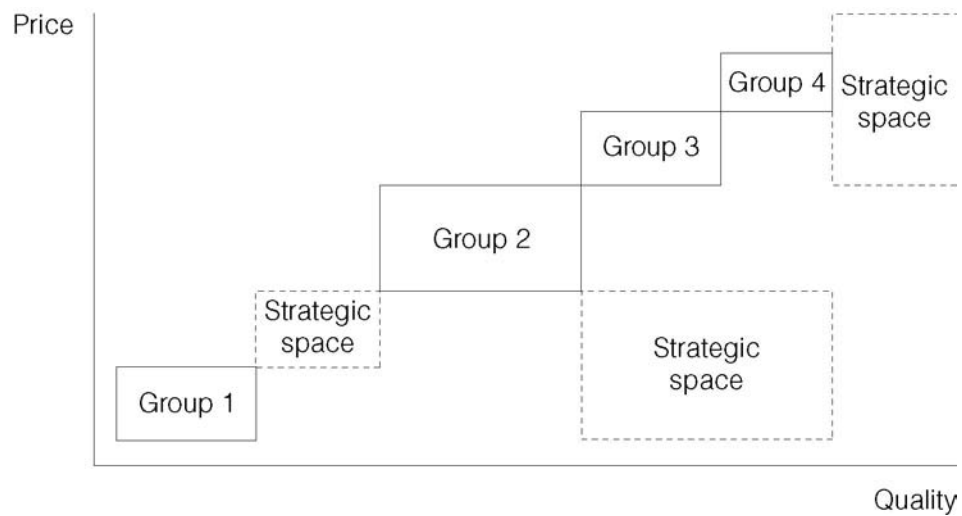 Price
Group 4
Strategic
space
Group 3
Group 2
Strategic
space
Strategic
space
Group 1
Quality